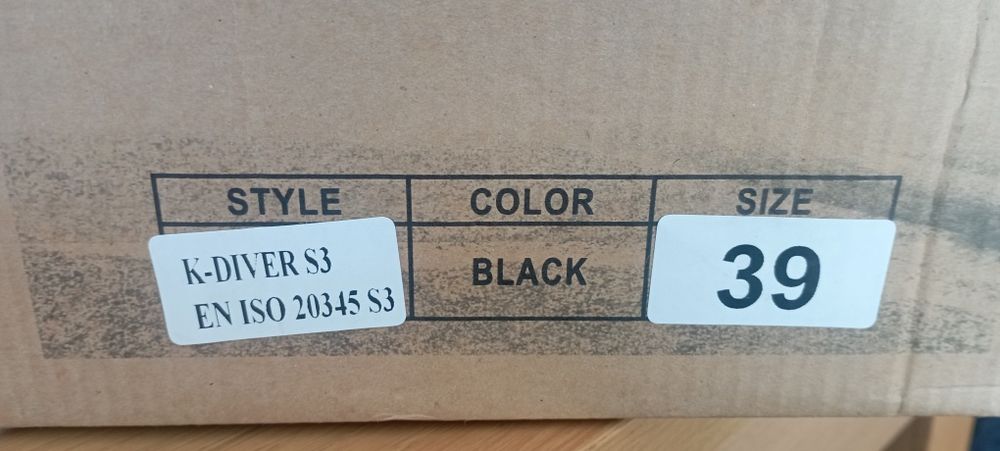 STYLE COLOR SIZE
K-DIVER S3 BLACK 39
EN ISO 20345 S3